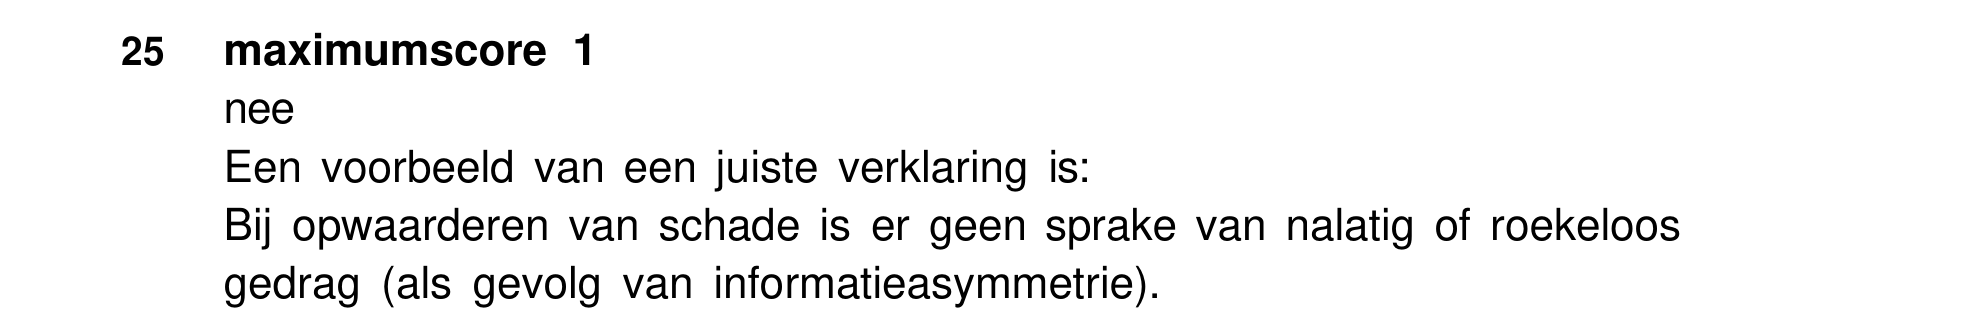 25 maximumscore 1
nee
Een voorbeeld van een juiste verklaring is:
Bij opwaarderen van schade is er geen sprake van nalatig of roekeloos
gedrag (als gevolg van informatieasymmetrie).